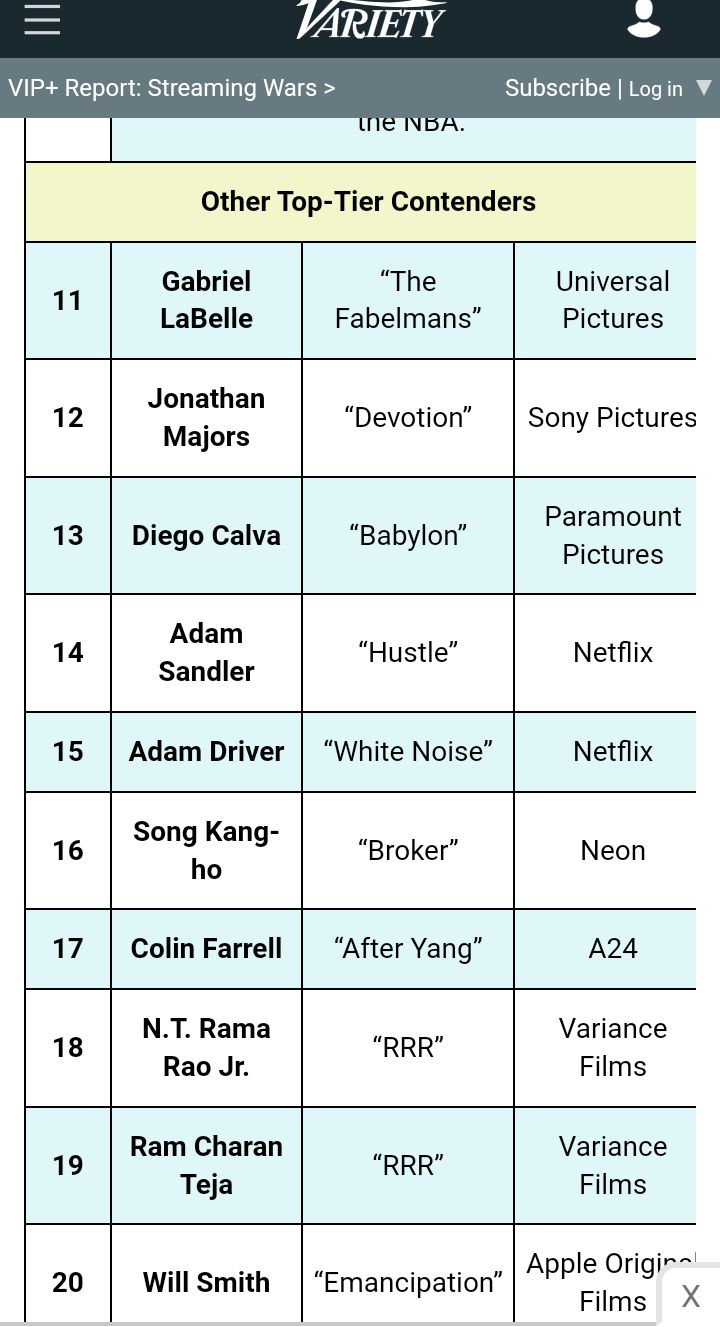 VARIETY
VIP+ Report: Streaming Wars >
Subscribe | Log in ▼
the NBA.
Other Top-Tier Contenders
11
Gabriel
LaBelle
“The
Fabelmans”
Universal
Pictures
12
Jonathan
Majors
“Devotion”
Sony Pictures
13
Diego Calva
“Babylon”
Paramount
Pictures
14
Adam
Sandler
“Hustle”
Netflix
15
Adam Driver
“White Noise”
Netflix
16
Song Kang-
ho
“Broker”
Neon
17
Colin Farrell
“After Yang”
A24
18
N.T. Rama
Rao Jr.
“RRR”
Variance
Films
19
Ram Charan
Teja
“RRR”
Variance
Films
20
Will Smith
“Emancipation”
Apple Original
Films
X